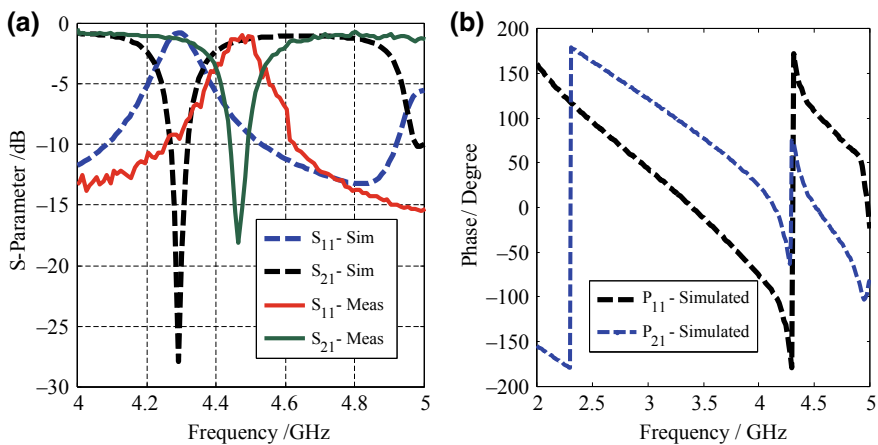 (a)
0
−5
−10
−15
−20
−25
−30
S-Parameter /dB
4
4.2
4.4
4.6
4.8
5
Frequency /GHz
S11- Sim
S21- Sim
S11- Meas
S21- Meas
(b)
200
150
100
50
0
−50
−100
−150
−200
Phase/ Degree
2
2.5
3
3.5
4
4.5
5
Frequency / GHz
P11 - Simulated
P21 - Simulated